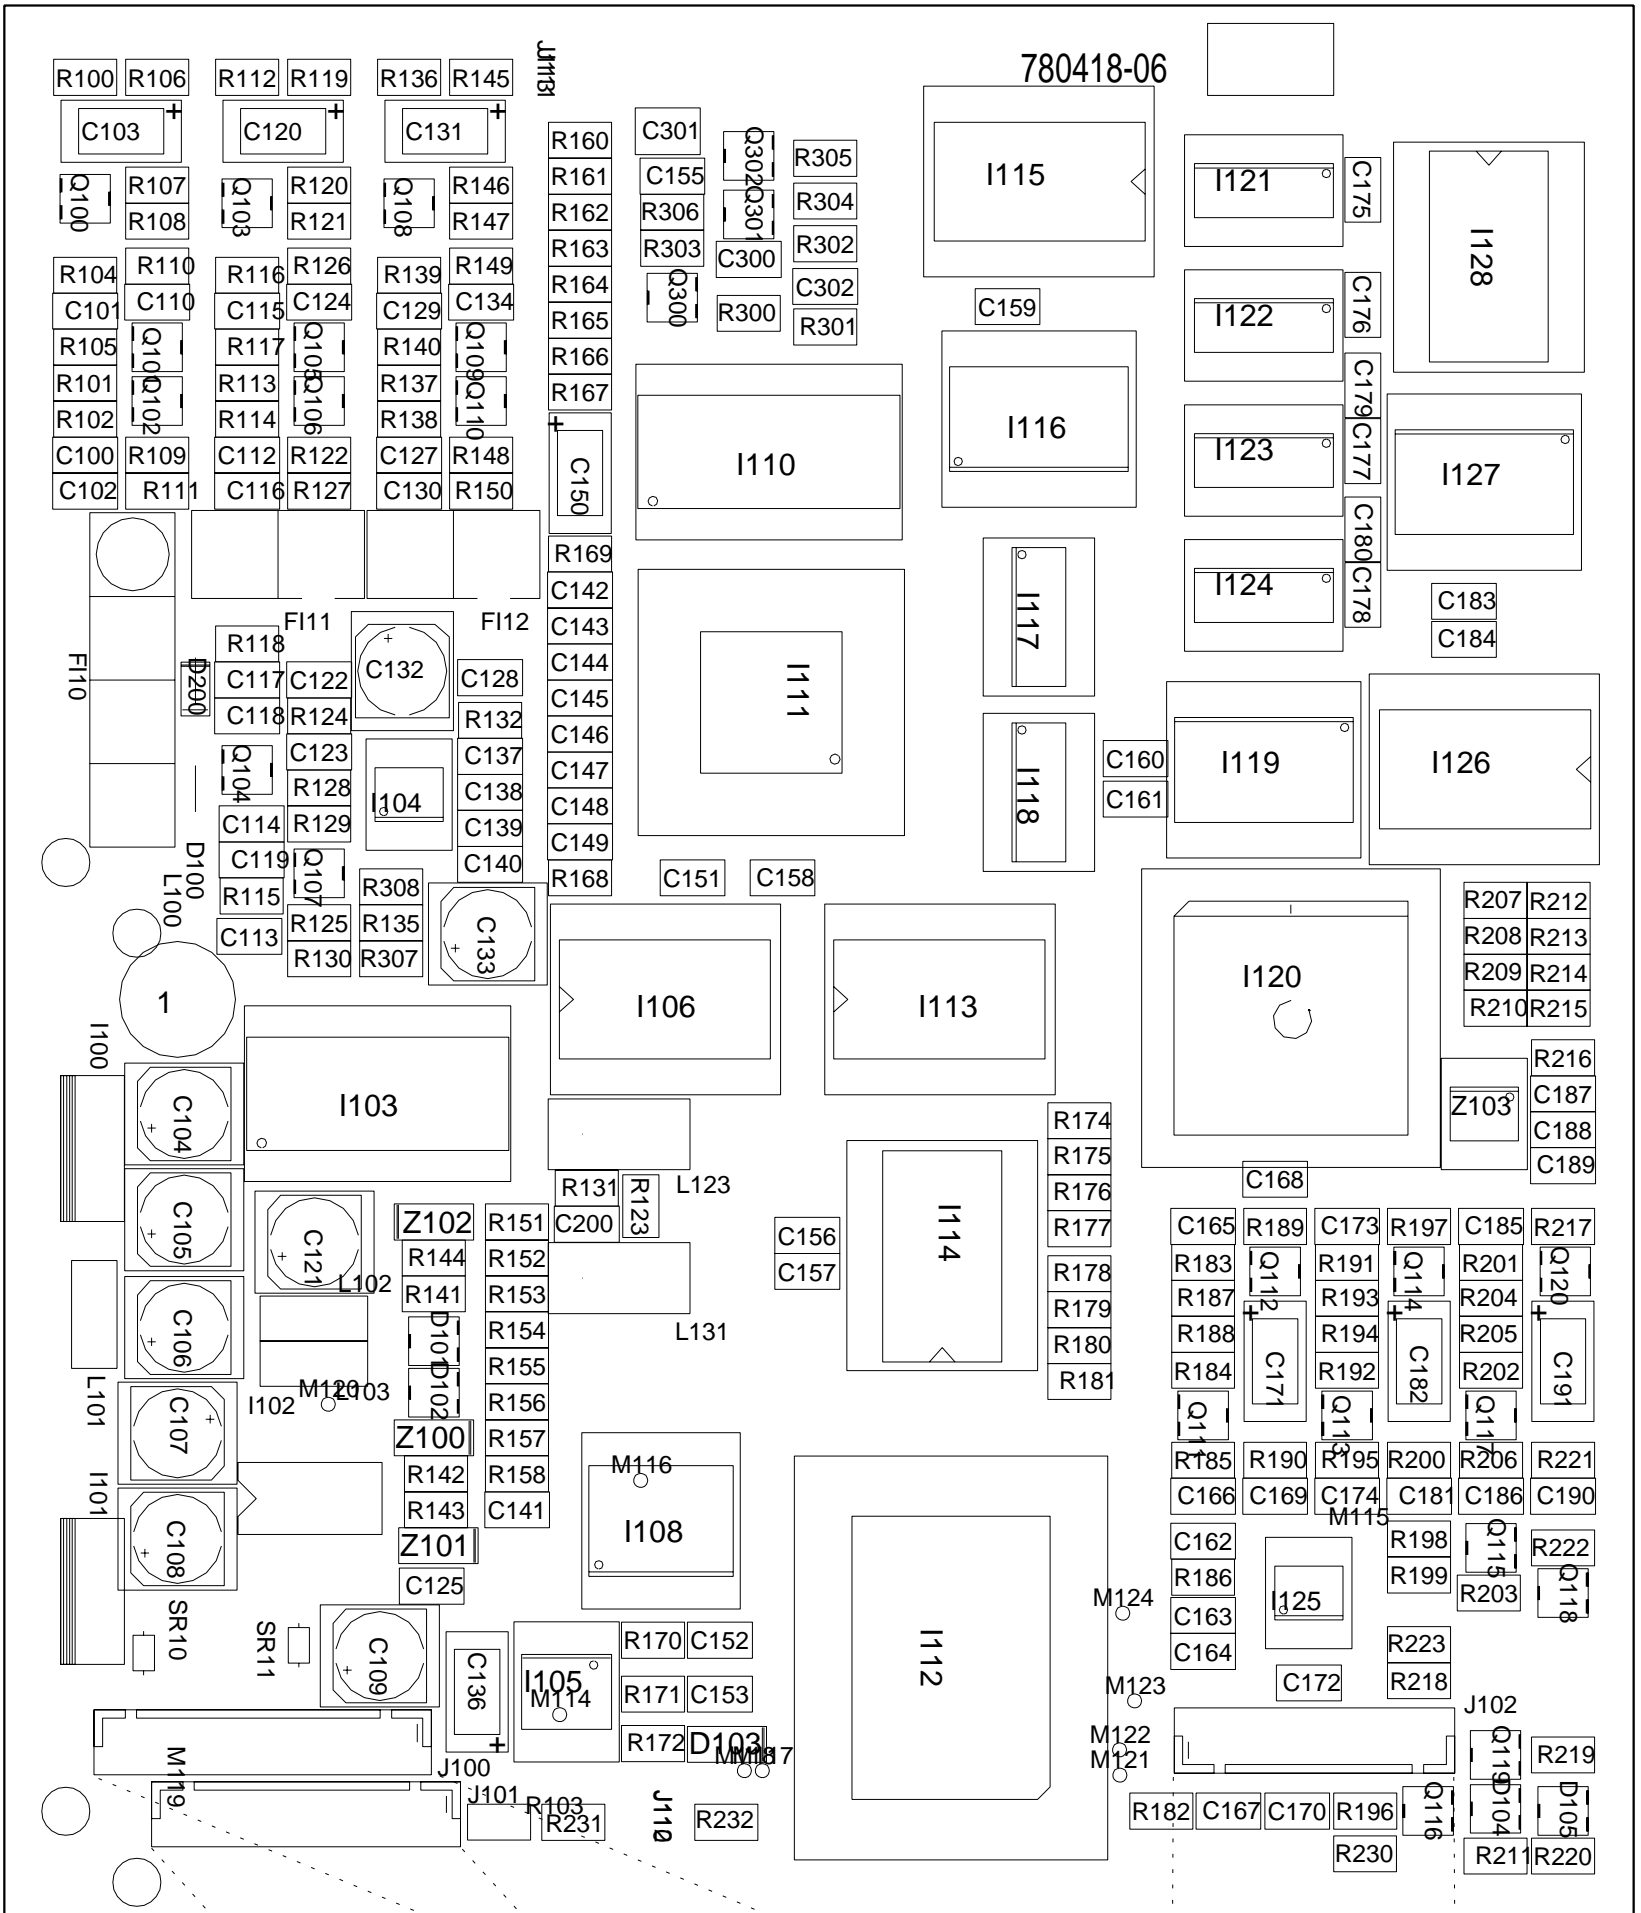 780418-06
R100 R106 R112 R119 R136 R145
C103 C120 C131
R160 C301 Q302 R305 I115 I121 C175 I128
R161 C155
Q100 R107 Q103 R120 Q108 R146
R108 R121 R147
R162 R306 Q301 R304
R163 R303 C300 R302
R104 R110 R116 R126 R139 R149
R164 Q300 C302
C101 C110 C115 C124 C129 C134
R165 R300 R301 C159 I122 C176
R105 Q101 R117 Q105 R140 Q109
R166
R101 R113 R137
R167 C179
R102 Q102 R114 Q106 R138 Q110
C100 R109 C112 R122 C127 R148
C150 I110 I116 I123 C177 I127
C102 R111 C116 R127 C130 R150
R169 C180
C142 I117 I124 C178 C183
FI11 FI12 C143 C184
R118 C144
FI10 D200 C117 C122 C132 C128 C145 I111
C118 R124 R132 C146
Q104 C123 C137 C147 I118 C160 I119 I126
R128 I104 C138 C148 C161
C114 R129 C139 C149
D100 C119 Q107 C140 R168 C151 C158
L100 R115 R308 R207 R212
C113 R125 R135 C133 R208 R213
R130 R307 I120 R209 R214
1 I106 I113 R210 R215
I100 R216
C104 I103 R174 Z103 C187
C188
R175 C189
R131 R123 L123 R176 C168
C105 Z102 R151 C200 C156 I114 R177 C165 R189 C173 R197 C185 R217
C121 R144 R152 C157 R178 R183 Q112 R191 Q114 R201 Q120
L102 R141 R153 R179 R187 R193 R204
C106 D101 R154 L131 R180 R188 R194 R205
R155 R181 R184 C171 R192 C182 R202 C191
L101 I102 M120 L103 D102 R156
C107 Z100 R157 Q111 Q113 Q117
R142 R158 M116 R185 R190 R195 R200 R206 R221
I101 R143 C141 C166 C169 C174 C181 C186 C190
M115
C108 Z101 I108 C162 R198 Q115 R222
C125 R186 R199 R203 Q118
SR10 SR11 M124 C163 I125
C109 C136 R170 C152 I112 C164 R223
I105 R171 C153 M123 C172 R218
M114 J102
R172 D103 M122 Q119 R219
M119 J100 M117 M121
J101 R103 R231 R232 R182 C167 C170 R196 Q116 D104 D105
R230 R211 R220